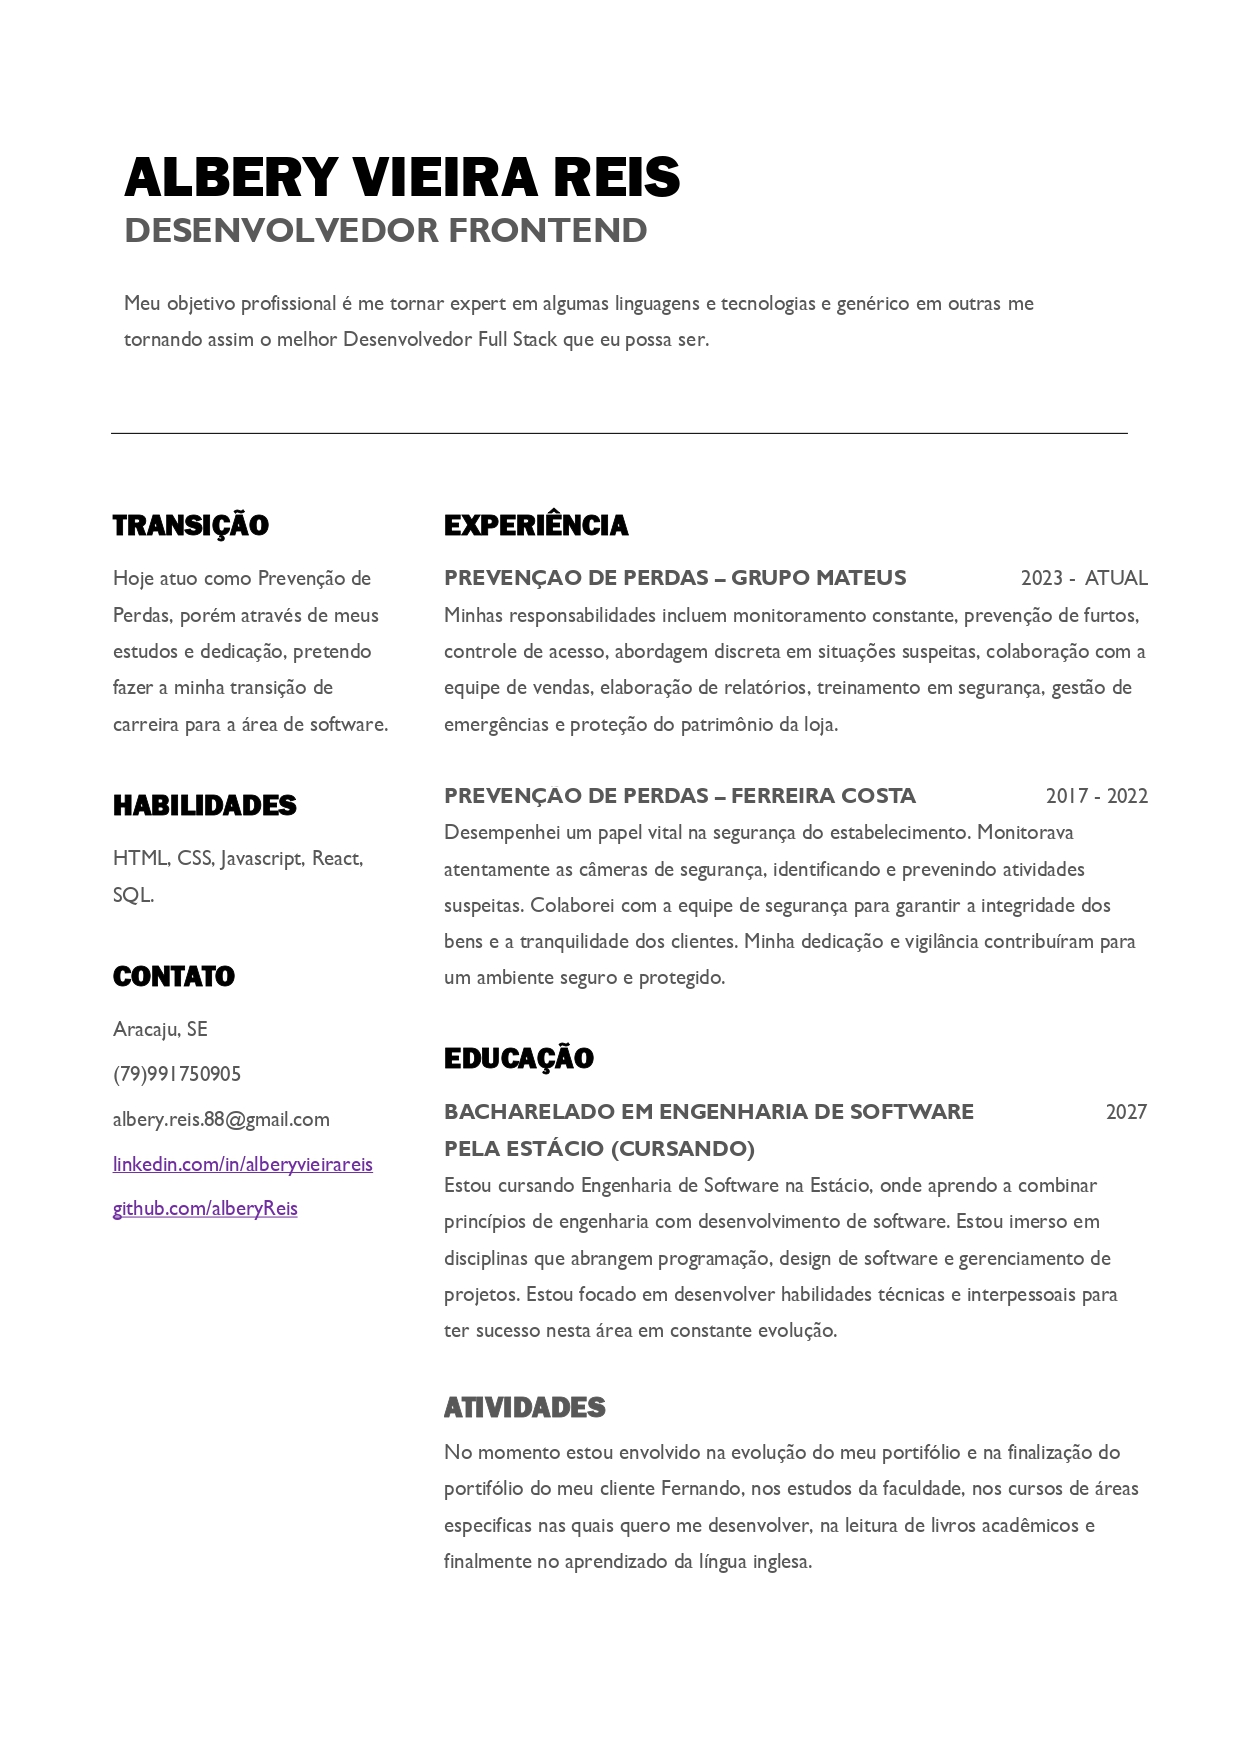 ALBERY VIEIRA REIS
DESENVOLVEDOR FRONTEND
Meu objetivo profissional é me tornar expert em algumas linguagens e tecnologias e genérico em outras me
tornando assim o melhor Desenvolvedor Full Stack que eu possa ser.
TRANSIÇÃO
Hoje atuo como Prevenção de
Perdas, porém através de meus
estudos e dedicação, pretendo
fazer a minha transição de
carreira para a área de software.
HABILIDADES
HTML, CSS, Javascript, React,
SQL.
CONTATO
Aracaju, SE
(79)991750905
albery.reis.88@gmail.com
linkedin.com/in/alberyvieirareis
github.com/alberyReis
EXPERIÊNCIA
PREVENÇAO DE PERDAS – GRUPO MATEUS 2023 - ATUAL
Minhas responsabilidades incluem monitoramento constante, prevenção de furtos,
controle de acesso, abordagem discreta em situações suspeitas, colaboração com a
equipe de vendas, elaboração de relatórios, treinamento em segurança, gestão de
emergências e proteção do patrimônio da loja.
PREVENÇÃO DE PERDAS – FERREIRA COSTA 2017 - 2022
Desempenhei um papel vital na segurança do estabelecimento. Monitorava
atentamente as câmeras de segurança, identificando e prevenindo atividades
suspeitas. Colaborei com a equipe de segurança para garantir a integridade dos
bens e a tranquilidade dos clientes. Minha dedicação e vigilância contribuíram para
um ambiente seguro e protegido.
EDUCAÇÃO
BACHARELADO EM ENGENHARIA DE SOFTWARE 2027
PELA ESTÁCIO (CURSANDO)
Estou cursando Engenharia de Software na Estácio, onde aprendo a combinar
princípios de engenharia com desenvolvimento de software. Estou imerso em
disciplinas que abrangem programação, design de software e gerenciamento de
projetos. Estou focado em desenvolver habilidades técnicas e interpessoais para
ter sucesso nesta área em constante evolução.
ATIVIDADES
No momento estou envolvido na evolução do meu portifólio e na finalização do
portifólio do meu cliente Fernando, nos estudos da faculdade, nos cursos de áreas
especificas nas quais quero me desenvolver, na leitura de livros acadêmicos e
finalmente no aprendizado da língua inglesa.